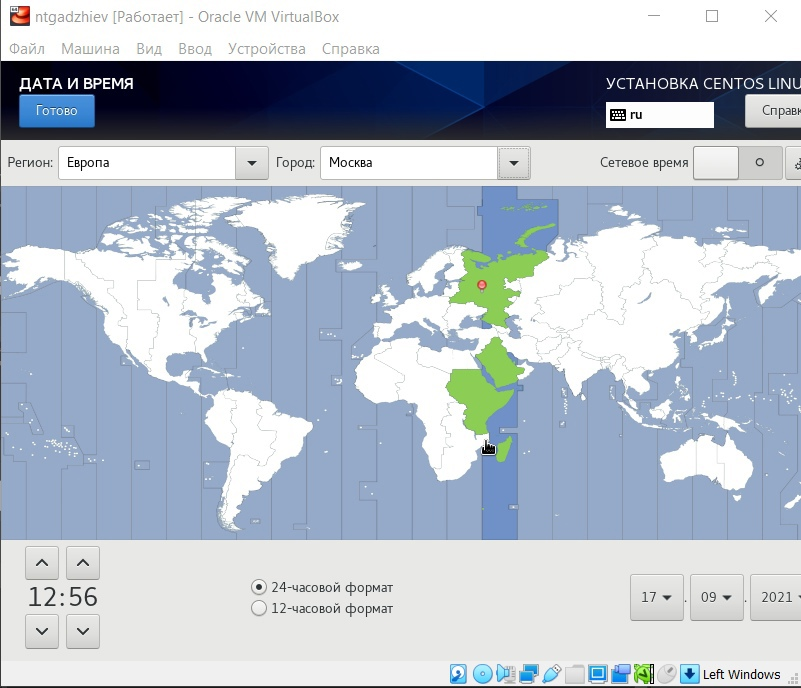 ntgadzhiev [Работает] - Oracle VM VirtualBox
Файл Машина Вид Ввод Устройства Справка
ДАТА И ВРЕМЯ
УСТАНОВКА CENTOS LINU
Готово
ru
Справк
Регион: Европа Город: Москва Сетевое время
12:56
24-часовой формат
12-часовой формат
17 . 09 . 2021
Left Windows